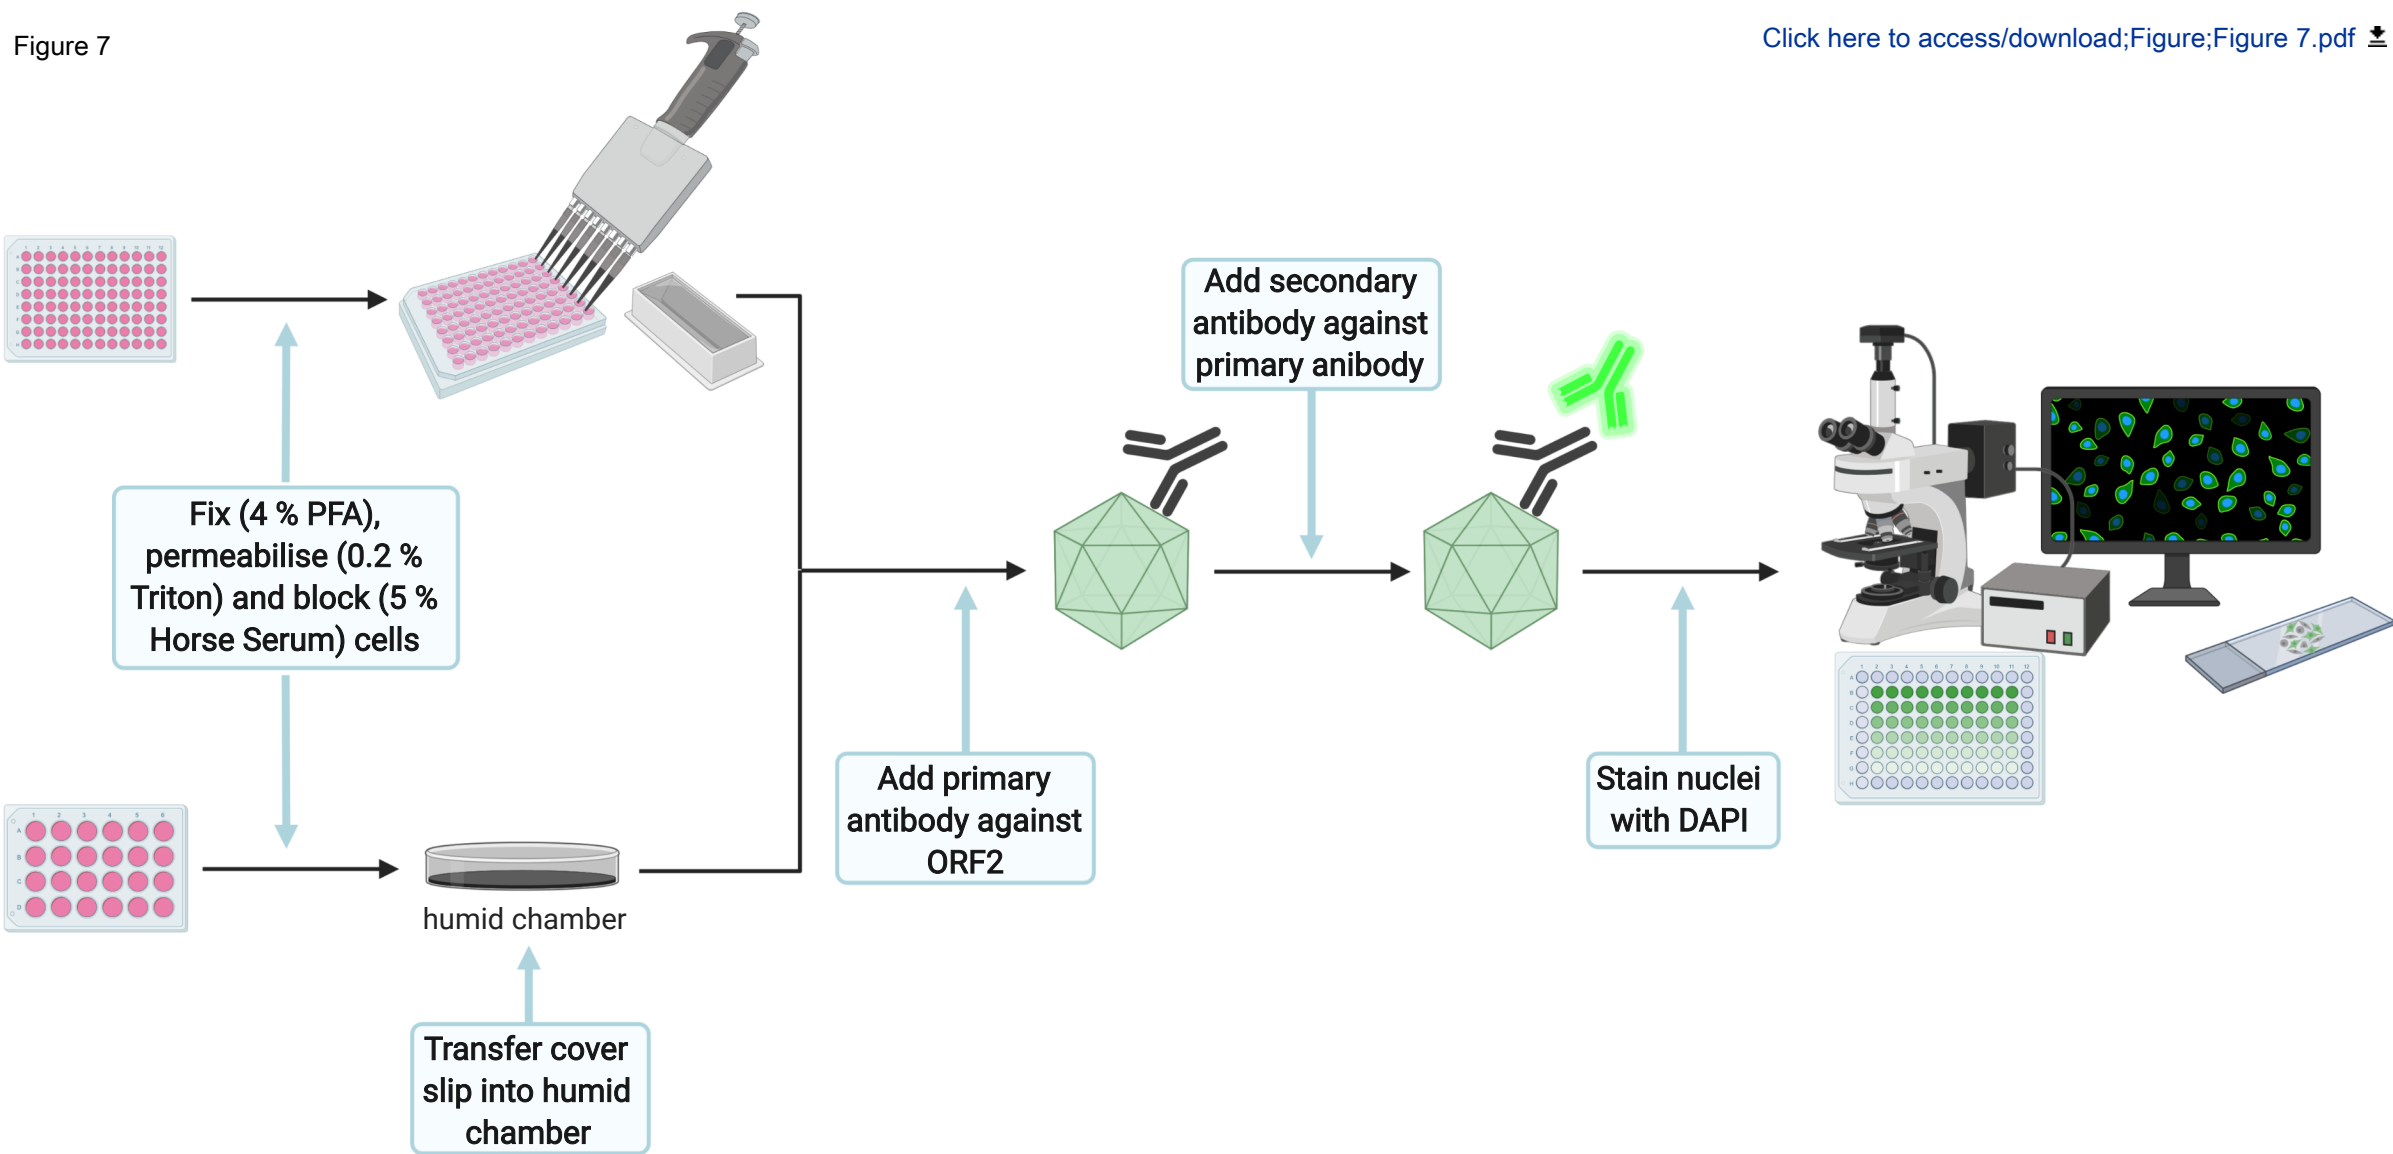 Figure 7
Click here to access/download;Figure;Figure 7.pdf
Add secondary
antibody against
primary anibody
Fix (4 % PFA),
permeabilise (0.2 %
Triton) and block (5 %
Horse Serum) cells
Add primary
antibody against
ORF2
Stain nuclei
with DAPI
humid chamber
Transfer cover
slip into humid
chamber